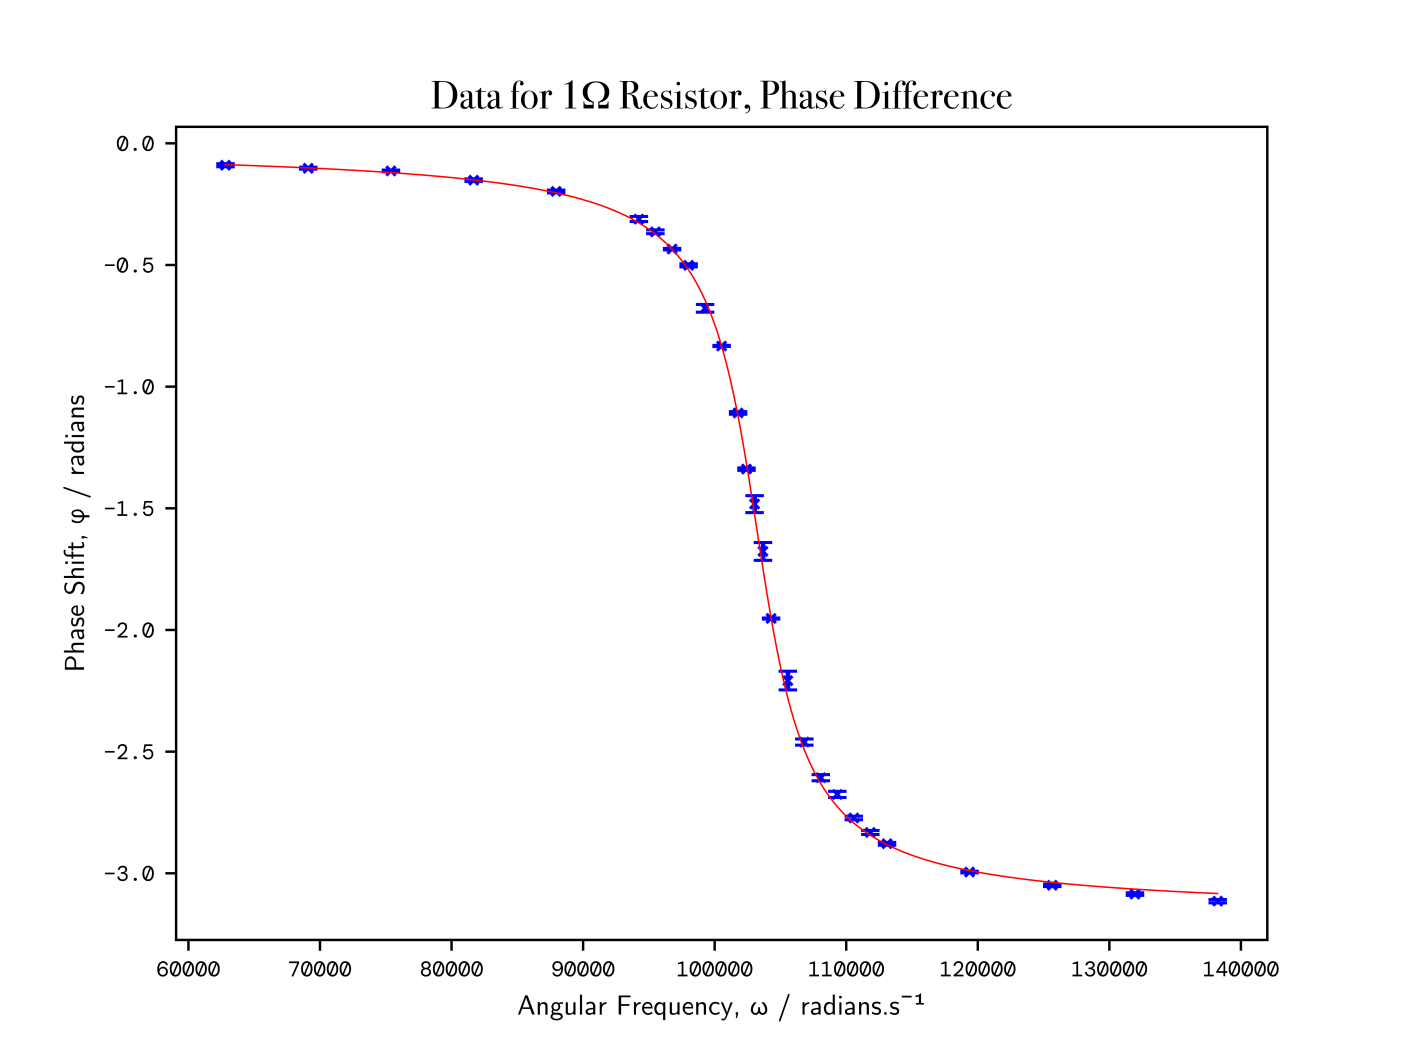 Data for 1Ω Resistor, Phase Difference
0.0
−0.5
−1.0
−1.5
−2.0
−2.5
−3.0
Phase Shift, φ / radians
60000 70000 80000 90000 100000 110000 120000 130000 140000
Angular Frequency, ω / radians.s⁻¹